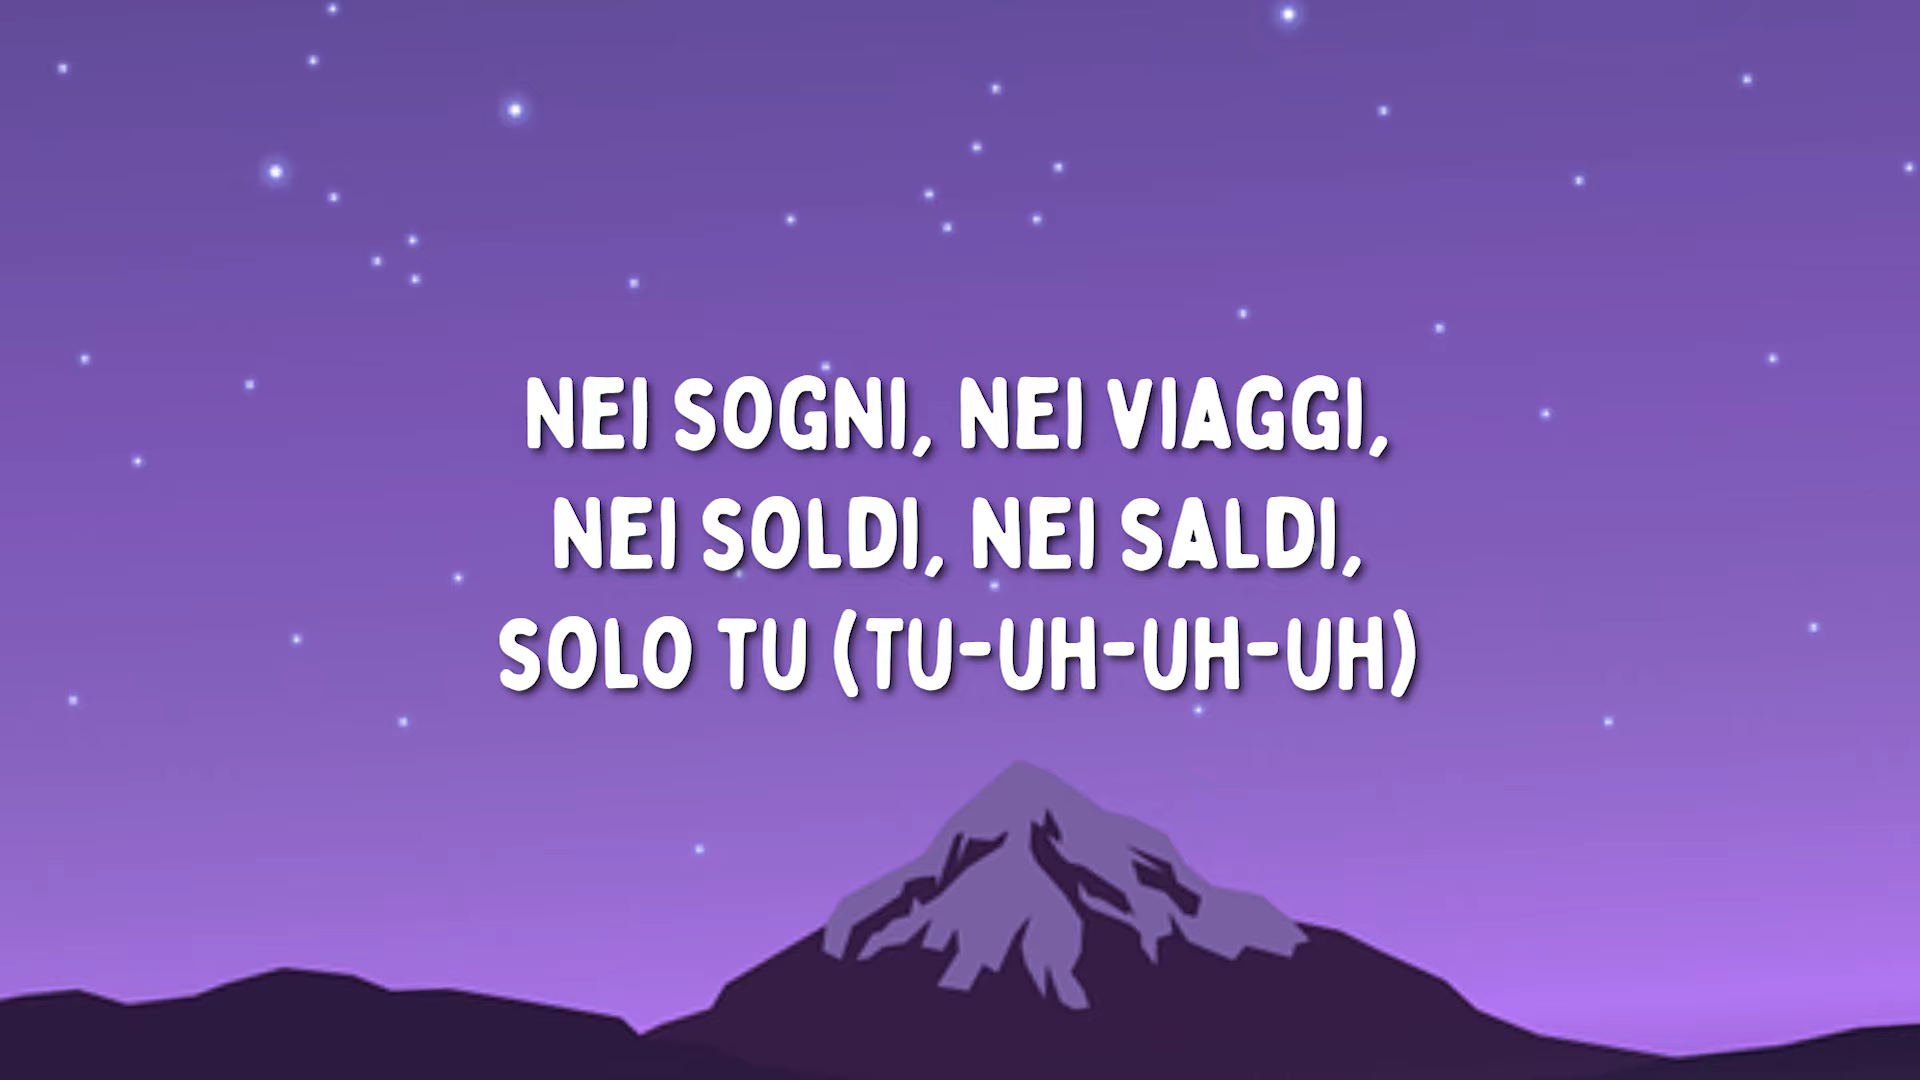 NEI SOGNI, NEI VIAGGI,
NEI SOLDI, NEI SALDI,
SOLO TU (TU-UH-UH-UH)